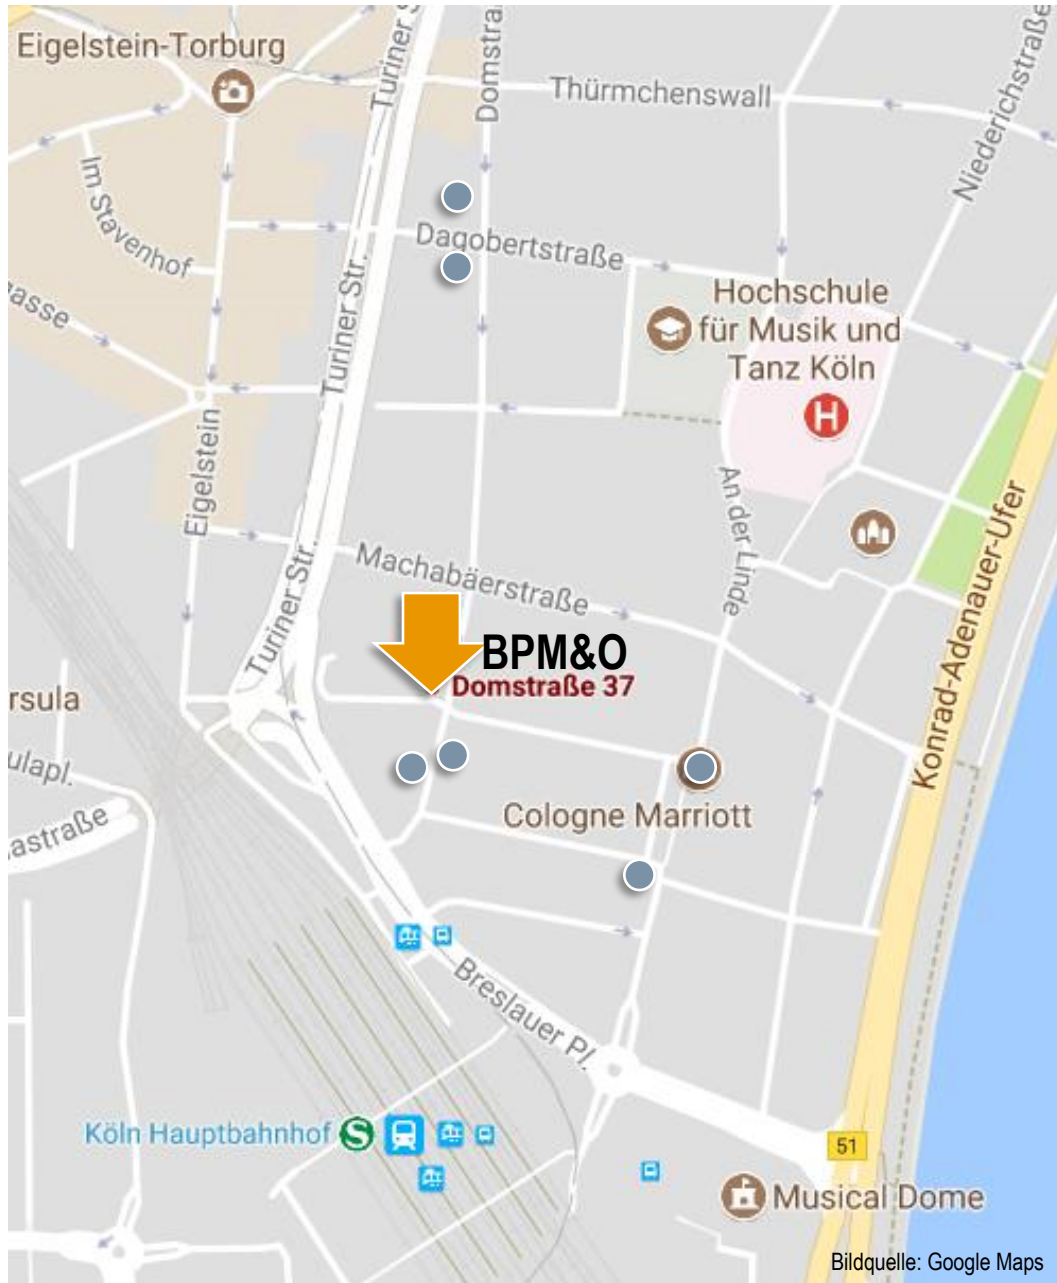 Eigelstein-Torburg
Turiner S
Domstra
Thürmchenswall
Niederichstraße
Im Stavenhof
Dagobertstraße
Turiner Str.
asse
Hochschule
für Musik und
Tanz Köln
H
Eigelstein
An der Linde
Konrad-Adenauer-Ufer
Machabäerstraße
Turiner Str.
BPM&O
Domstraße 37
rsula
ulapl.
astraße
Cologne Marriott
Breslauer Pl.
Köln Hauptbahnhof
S
51
Musical Dome
Bildquelle: Google Maps